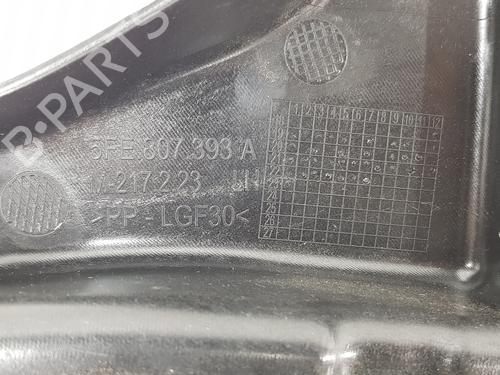 B-PARTS
1 2 3 4 5 6 7 8 9 10 11 12
5FE.807.393 A
M-217.2.23 LH
>PP-LGF30<